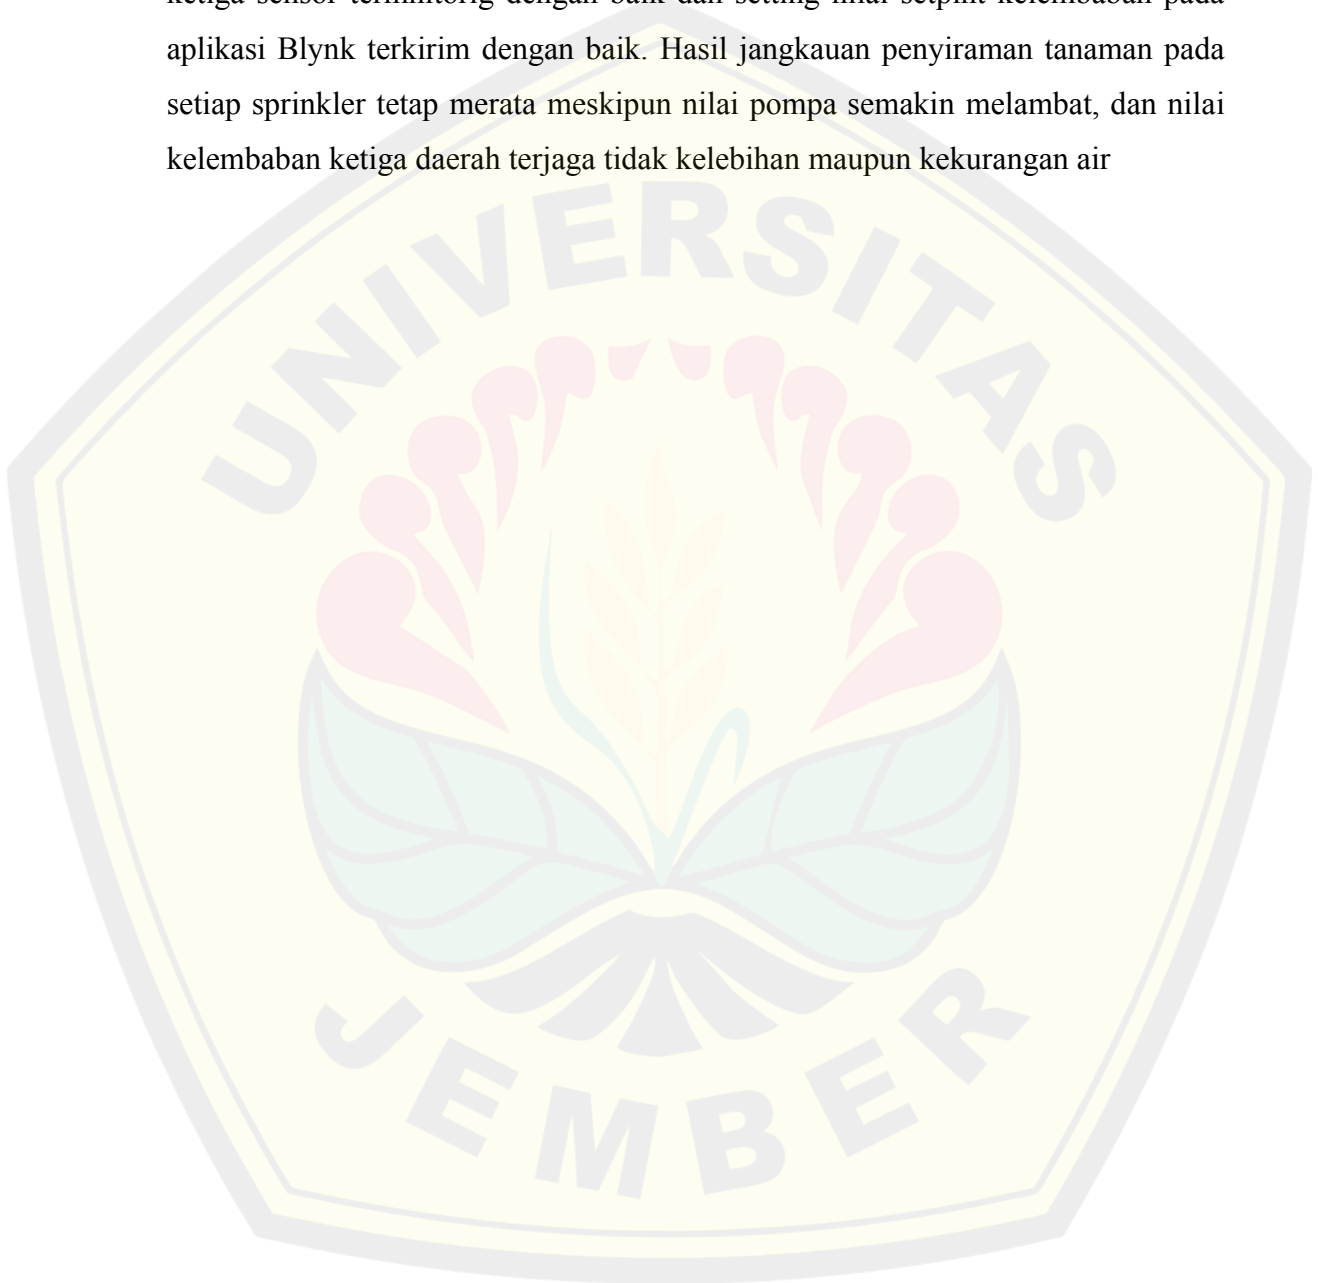 ketiga sensor termnitorig dengan baik dan setting nilai setpint kelembaban pada
aplikasi Blynk terkirim dengan baik. Hasil jangkauan penyiraman tanaman pada
setiap sprinkler tetap merata meskipun nilai pompa semakin melambat, dan nilai
kelembaban ketiga daerah terjaga tidak kelebihan maupun kekurangan air
UNIVERSITAS
JEMBER